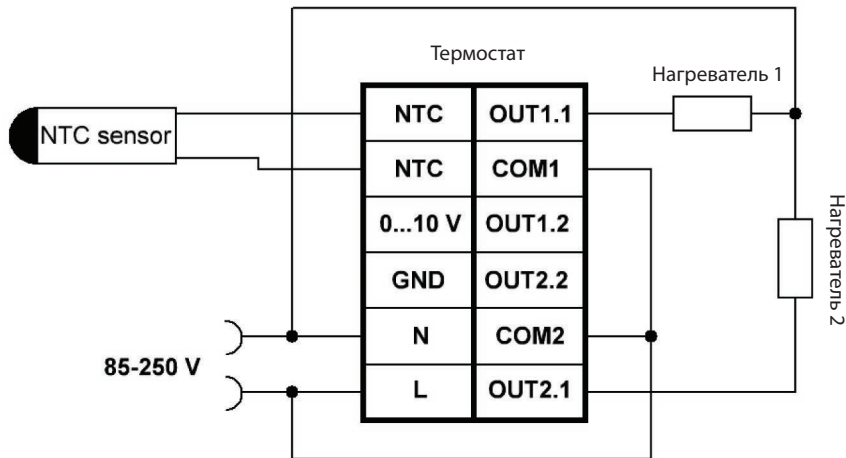 Термостат
Нагреватель 1
NTC sensor
NTC OUT1.1
NTC COM1
0...10 V OUT1.2
GND OUT2.2
N COM2
L OUT2.1
85-250 V
Нагреватель 2